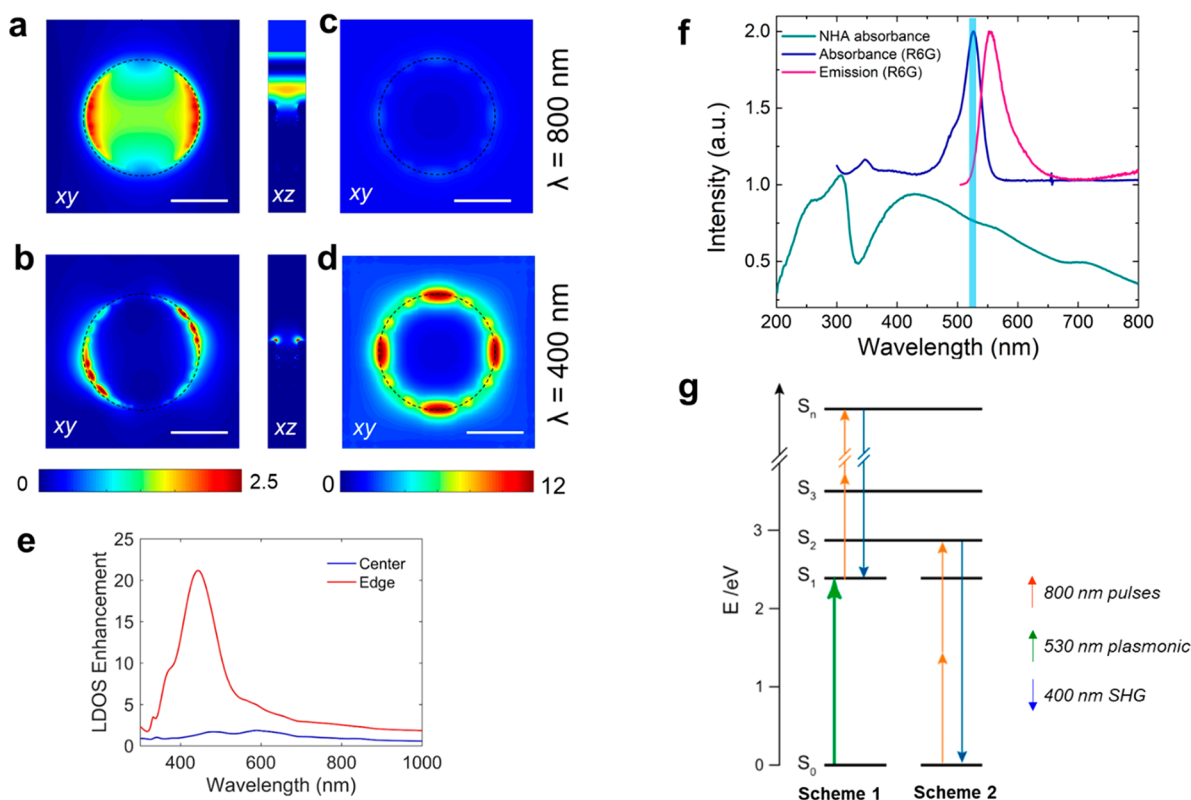 a
xy
xz
c
xy
λ = 800 nm
b
xy
xz
d
xy
λ = 400 nm
0
2.5
0
12
e
25
20
15
10
5
0
LDOS Enhancement
Center
Edge
400
600
800
1000
Wavelength (nm)
f
NHA absorbance
Absorbance (R6G)
Emission (R6G)
2.0
1.5
1.0
0.5
Intensity (a.u.)
200
300
400
500
600
700
800
Wavelength (nm)
g
Sn
S3
S2
S1
S0
3
2
1
0
E /eV
800 nm pulses
530 nm plasmonic
400 nm SHG
Scheme 1
Scheme 2